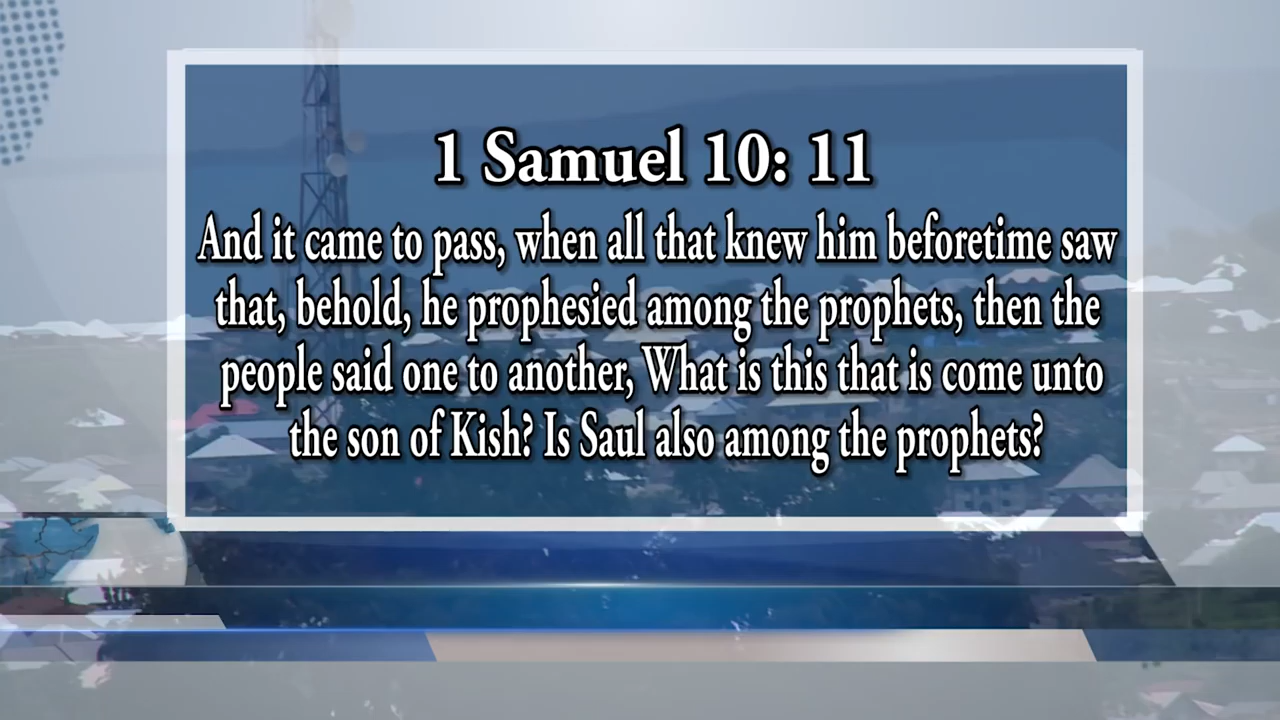 1 Samuel 10: 11
And it came to pass, when all that knew him beforetime saw
that, behold, he prophesied among the prophets, then the
people said one to another, What is this that is come unto
the son of Kish? Is Saul also among the prophets?